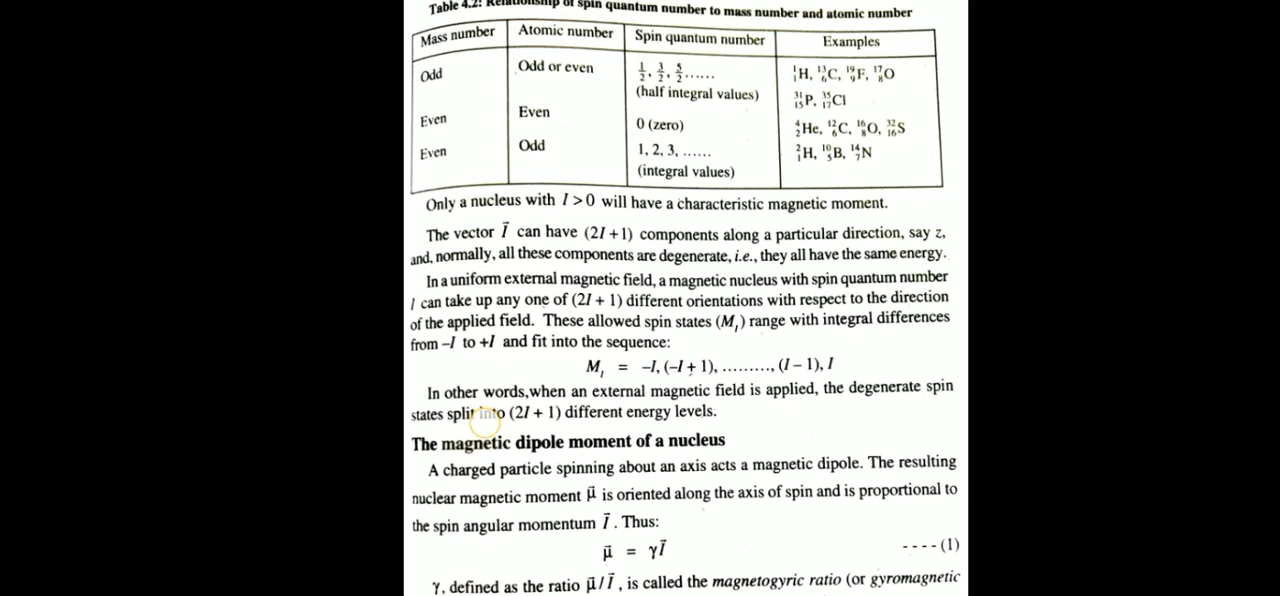 Table 4.2: Relationship of spin quantum number to mass number and atomic number
Mass number Atomic number Spin quantum number Examples
Odd Odd or even 1/2, 3/2, 5/2...... ¹₁H, ¹³₆C, ¹⁹₉F, ¹⁷₈O
(half integral values) ³¹₁₅P, ³⁵₁₇Cl
Even Even 0 (zero) ⁴₂He, ¹²₆C, ¹⁶₈O, ³²₁₆S
Even Odd 1, 2, 3, ...... ²₁H, ¹⁰₅B, ¹⁴₇N
(integral values)
Only a nucleus with I > 0 will have a characteristic magnetic moment.
The vector I⃗ can have (2I + 1) components along a particular direction, say z,
and, normally, all these components are degenerate, i.e., they all have the same energy.
In a uniform external magnetic field, a magnetic nucleus with spin quantum number
I can take up any one of (2I + 1) different orientations with respect to the direction
of the applied field. These allowed spin states (M_I) range with integral differences
from –I to +I and fit into the sequence:
M_I = –I, (–I + 1), ........., (I – 1), I
In other words,when an external magnetic field is applied, the degenerate spin
states split into (2I + 1) different energy levels.
The magnetic dipole moment of a nucleus
A charged particle spinning about an axis acts a magnetic dipole. The resulting
nuclear magnetic moment μ⃗ is oriented along the axis of spin and is proportional to
the spin angular momentum I⃗. Thus:
μ⃗ = γI⃗ ----(1)
γ, defined as the ratio μ⃗/I⃗, is called the magnetogyric ratio (or gyromagnetic